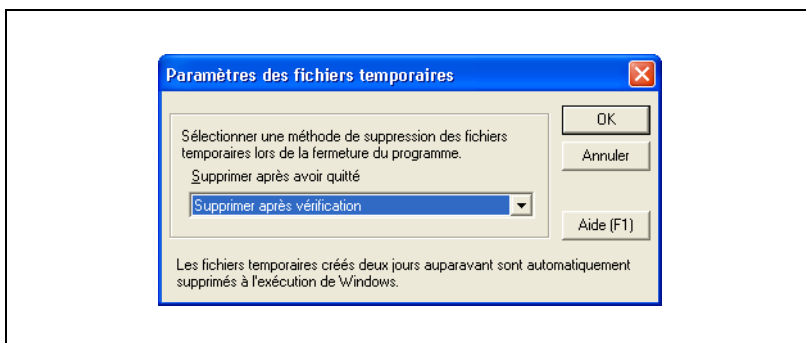 Paramètres des fichiers temporaires
OK
Sélectionner une méthode de suppression des fichiers
temporaires lors de la fermeture du programme.
Annuler
Supprimer après avoir quitté
Supprimer après vérification
Aide (F1)
Les fichiers temporaires créés deux jours auparavant sont automatiquement
supprimés à l'exécution de Windows.